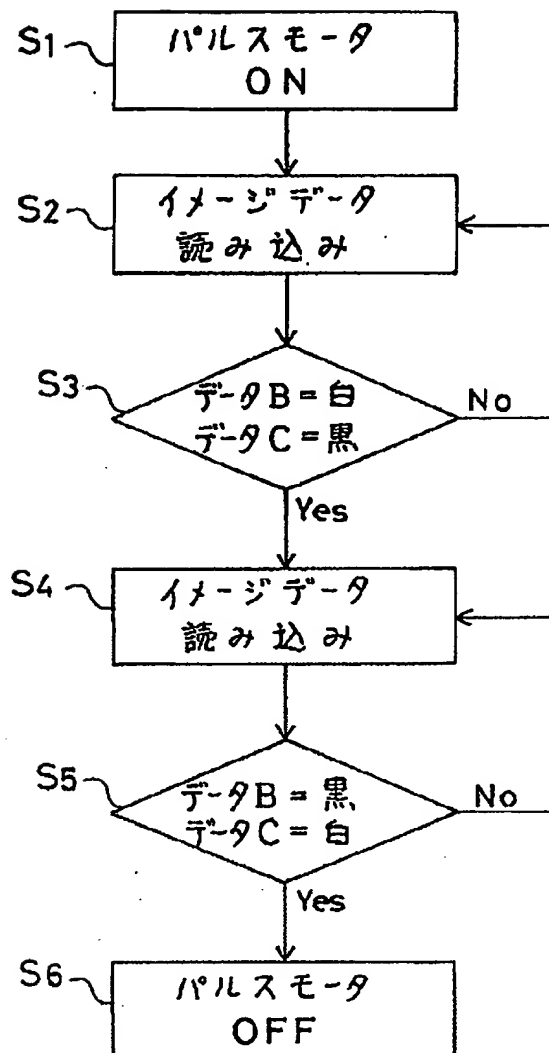 S1
パルスモータ
ON
S2
イメージデータ
読み込み
S3
データB=白
データC=黒
No
Yes
S4
イメージデータ
読み込み
S5
データB=黒
データC=白
No
Yes
S6
パルスモータ
OFF